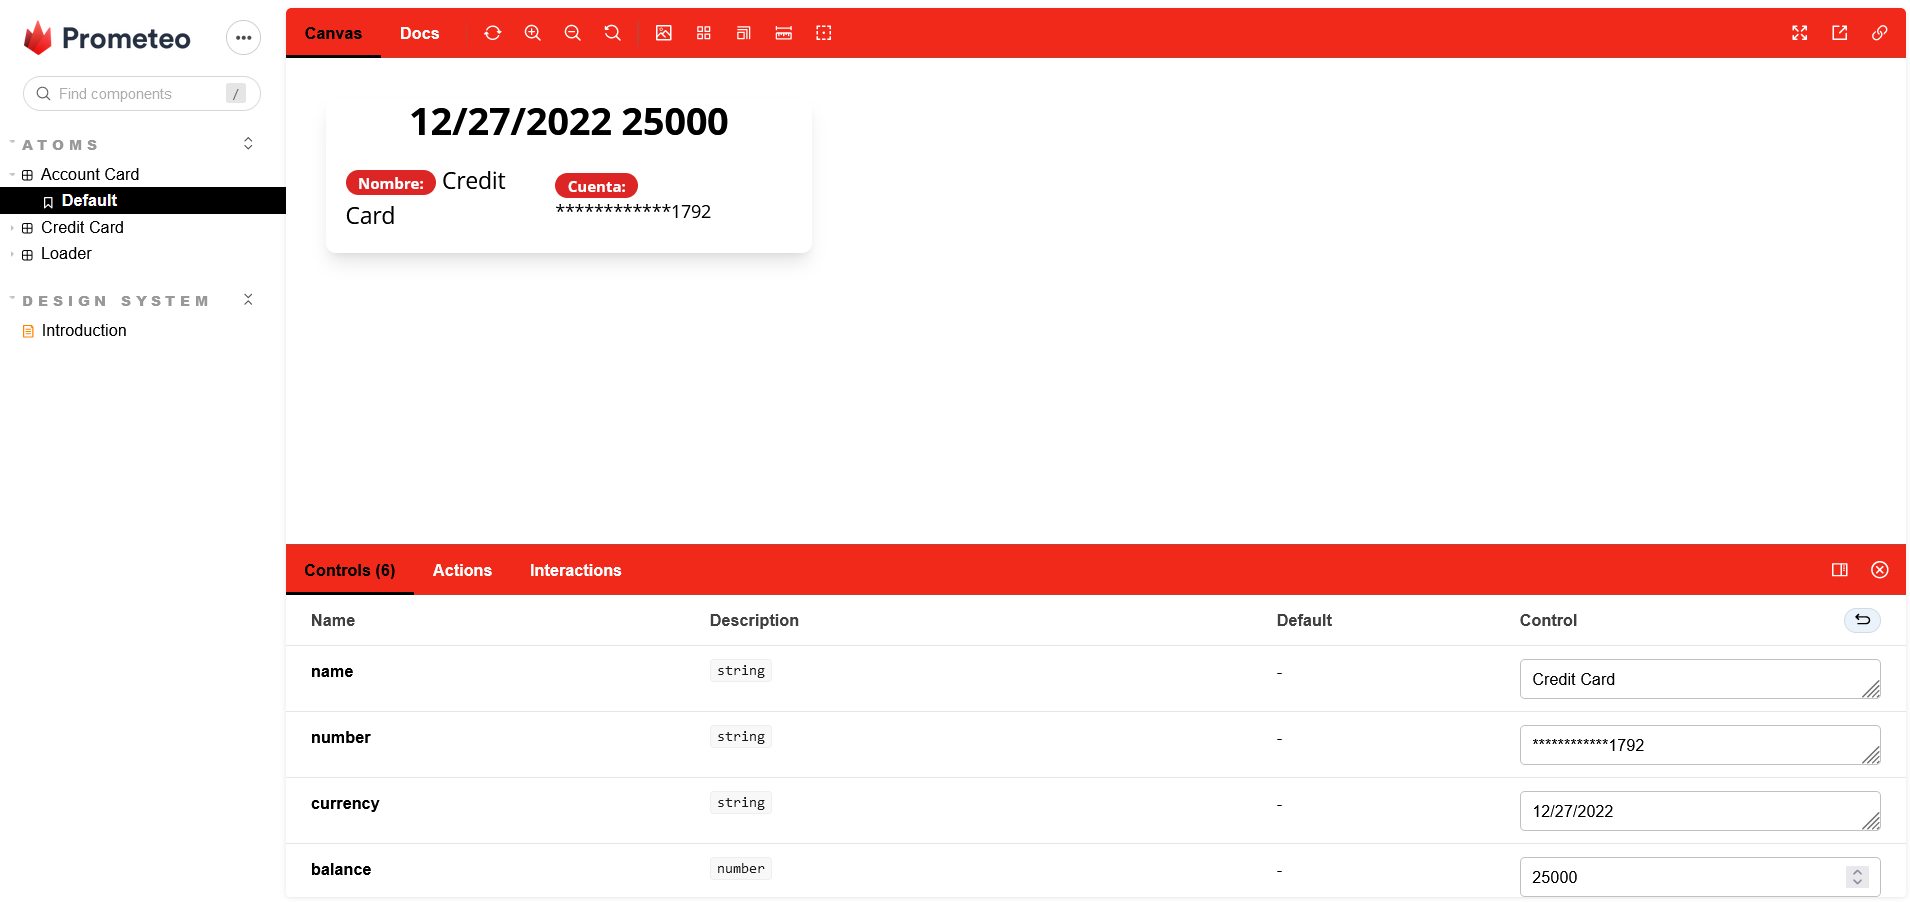 Prometeo
Find components
/
ATOMS
Account Card
Default
Credit Card
Loader
DESIGN SYSTEM
Introduction
Canvas
Docs
12/27/2022 25000
Nombre: Credit
Card
Cuenta:
************1792
Controls (6)
Actions
Interactions
Name Description Default Control
name string - Credit Card
number string - ************1792
currency string - 12/27/2022
balance number - 25000